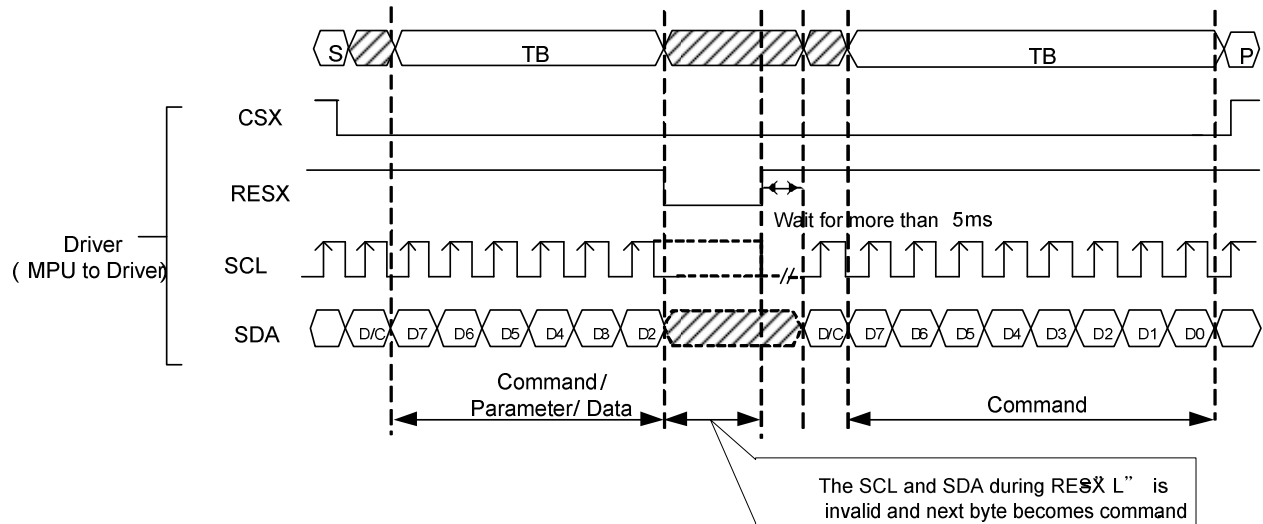 S TB TB P
CSX
RESX
Wait for more than 5ms
Driver
( MPU to Driver)
SCL
SDA
D/C D7 D6 D5 D4 D3 D2 D/C D7 D6 D5 D4 D3 D2 D1 D0
Command/
Parameter/ Data
Command
The SCL and SDA during RESX L” is
invalid and next byte becomes command